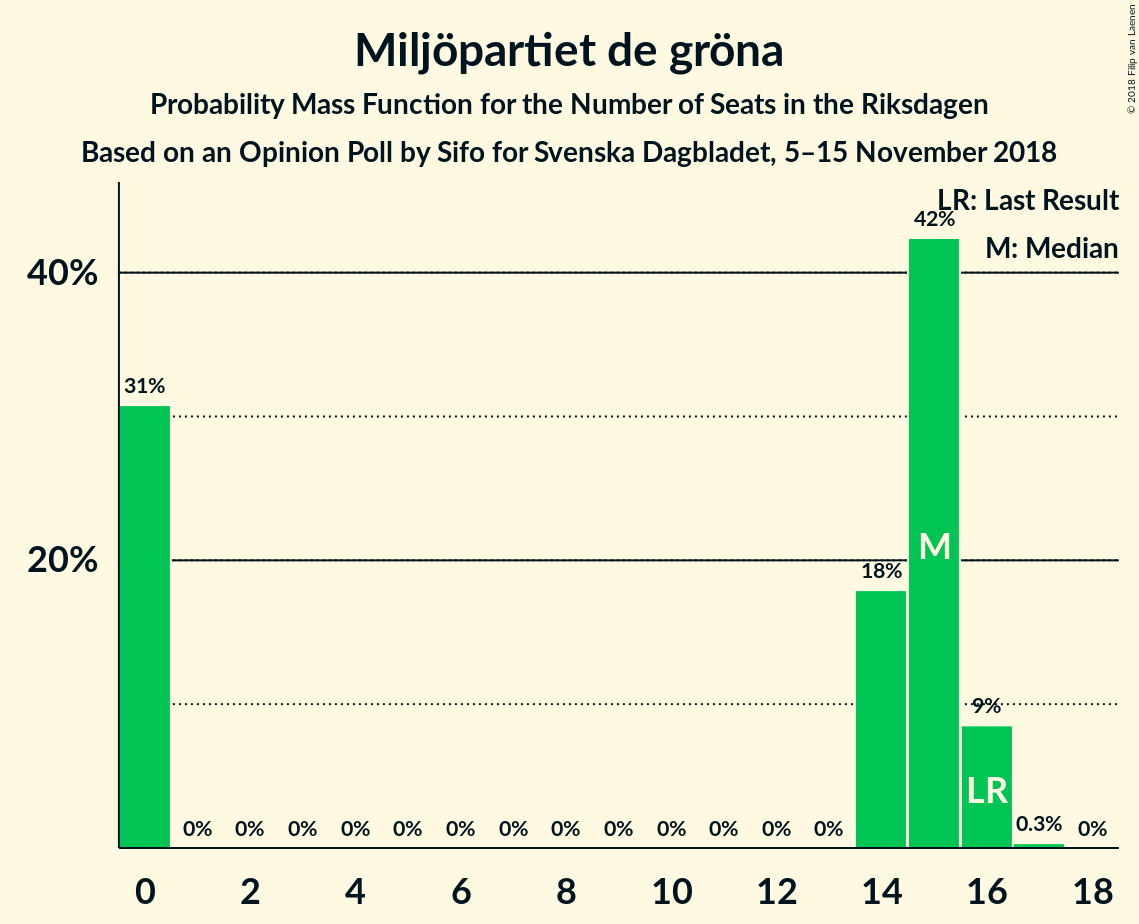 Miljöpartiet de gröna
Probability Mass Function for the Number of Seats in the Riksdagen
Based on an Opinion Poll by Sifo for Svenska Dagbladet, 5–15 November 2018
© 2018 Filip van Laenen
LR: Last Result
M: Median
42%
40%
31%
M
20%
18%
9%
LR
0% 0% 0% 0% 0% 0% 0% 0% 0% 0% 0% 0% 0% 0.3% 0%
0 2 4 6 8 10 12 14 16 18